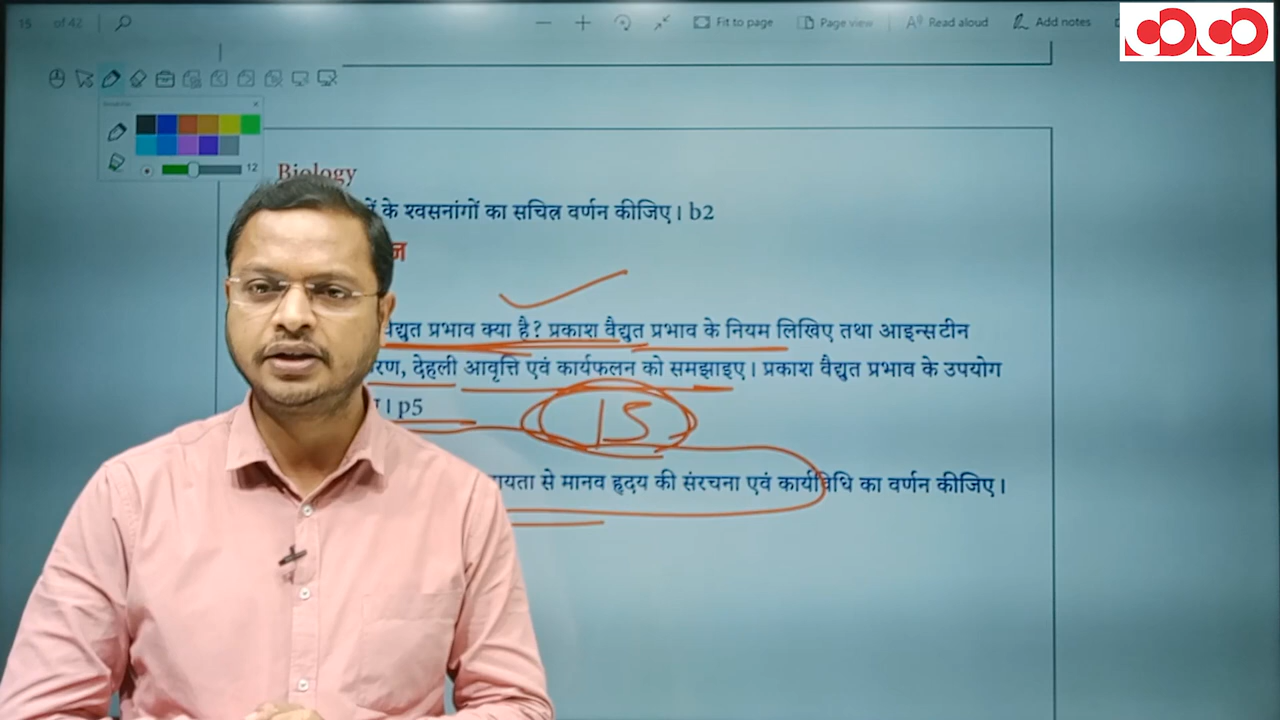 15 of 42
Fit to page
Page view
Read aloud
Add notes
12
Biology
के श्वसनांगों का सचित्र वर्णन कीजिए। b2
वैद्युत प्रभाव क्या है? प्रकाश वैद्युत प्रभाव के नियम लिखिए तथा आइन्सटीन
देहली आवृत्ति एवं कार्यफलन को समझाइए। प्रकाश वैद्युत प्रभाव के उपयोग
। p5
15
से मानव हृदय की संरचना एवं कार्यविधि का वर्णन कीजिए।